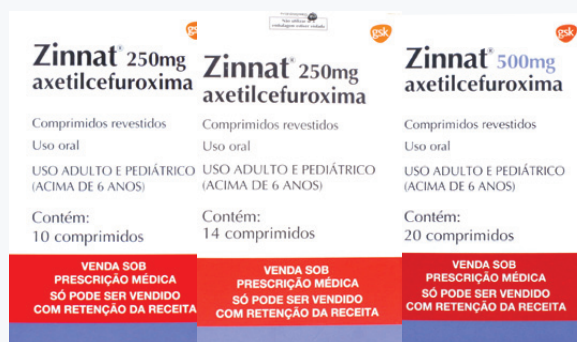 gsk
Zinnat® 250mg
axetilcefuroxima
Comprimidos revestidos
Uso oral
USO ADULTO E PEDIÁTRICO
(ACIMA DE 6 ANOS)
Contém:
10 comprimidos
VENDA SOB
PRESCRIÇÃO MÉDICA
SÓ PODE SER VENDIDO
COM RETENÇÃO DA RECEITA
gsk
Zinnat® 250mg
axetilcefuroxima
Comprimidos revestidos
Uso oral
USO ADULTO E PEDIÁTRICO
(ACIMA DE 6 ANOS)
Contém:
14 comprimidos
VENDA SOB
PRESCRIÇÃO MÉDICA
SÓ PODE SER VENDIDO
COM RETENÇÃO DA RECEITA
gsk
Zinnat® 500mg
axetilcefuroxima
Comprimidos revestidos
Uso oral
USO ADULTO E PEDIÁTRICO
(ACIMA DE 6 ANOS)
Contém:
20 comprimidos
VENDA SOB
PRESCRIÇÃO MÉDICA
SÓ PODE SER VENDIDO
COM RETENÇÃO DA RECEITA